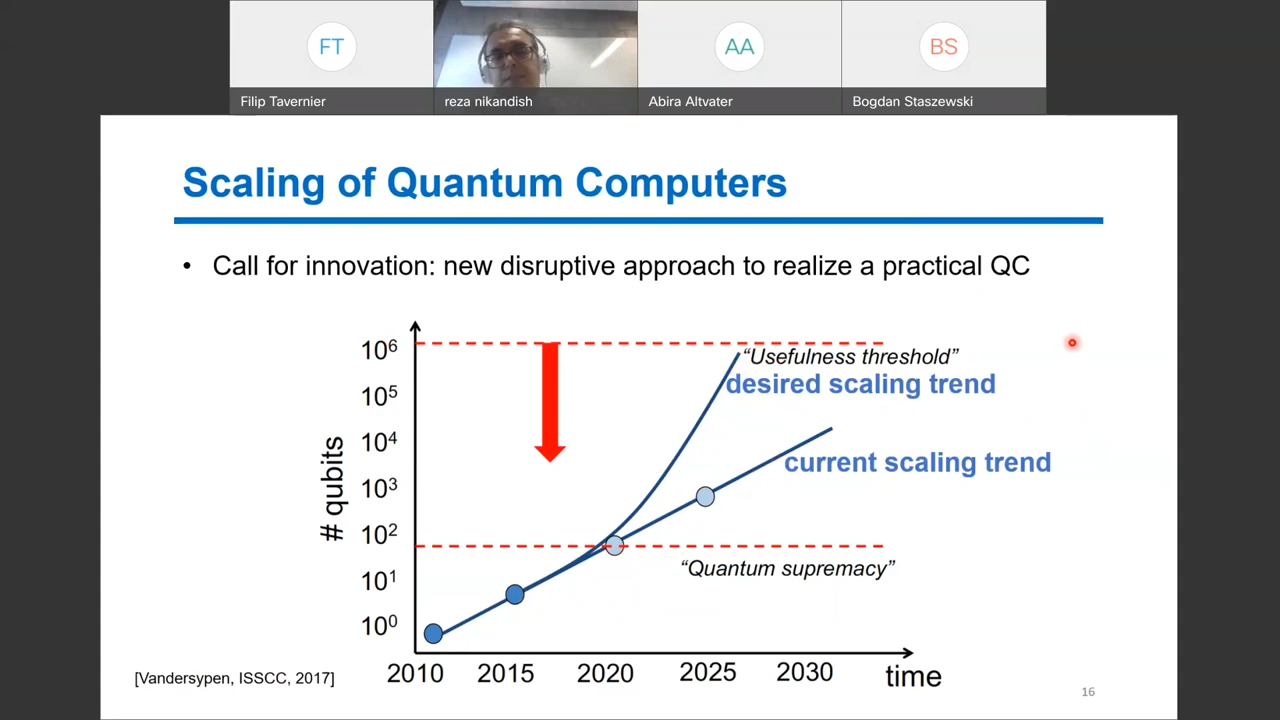 FT
AA
BS
Filip Tavernier
reza nikandish
Abira Altvater
Bogdan Staszewski
Scaling of Quantum Computers
• Call for innovation: new disruptive approach to realize a practical QC
10⁶
“Usefulness threshold”
desired scaling trend
10⁵
10⁴
current scaling trend
10³
# qubits
10²
“Quantum supremacy”
10¹
10⁰
2010 2015 2020 2025 2030 time
[Vandersypen, ISSCC, 2017]
16